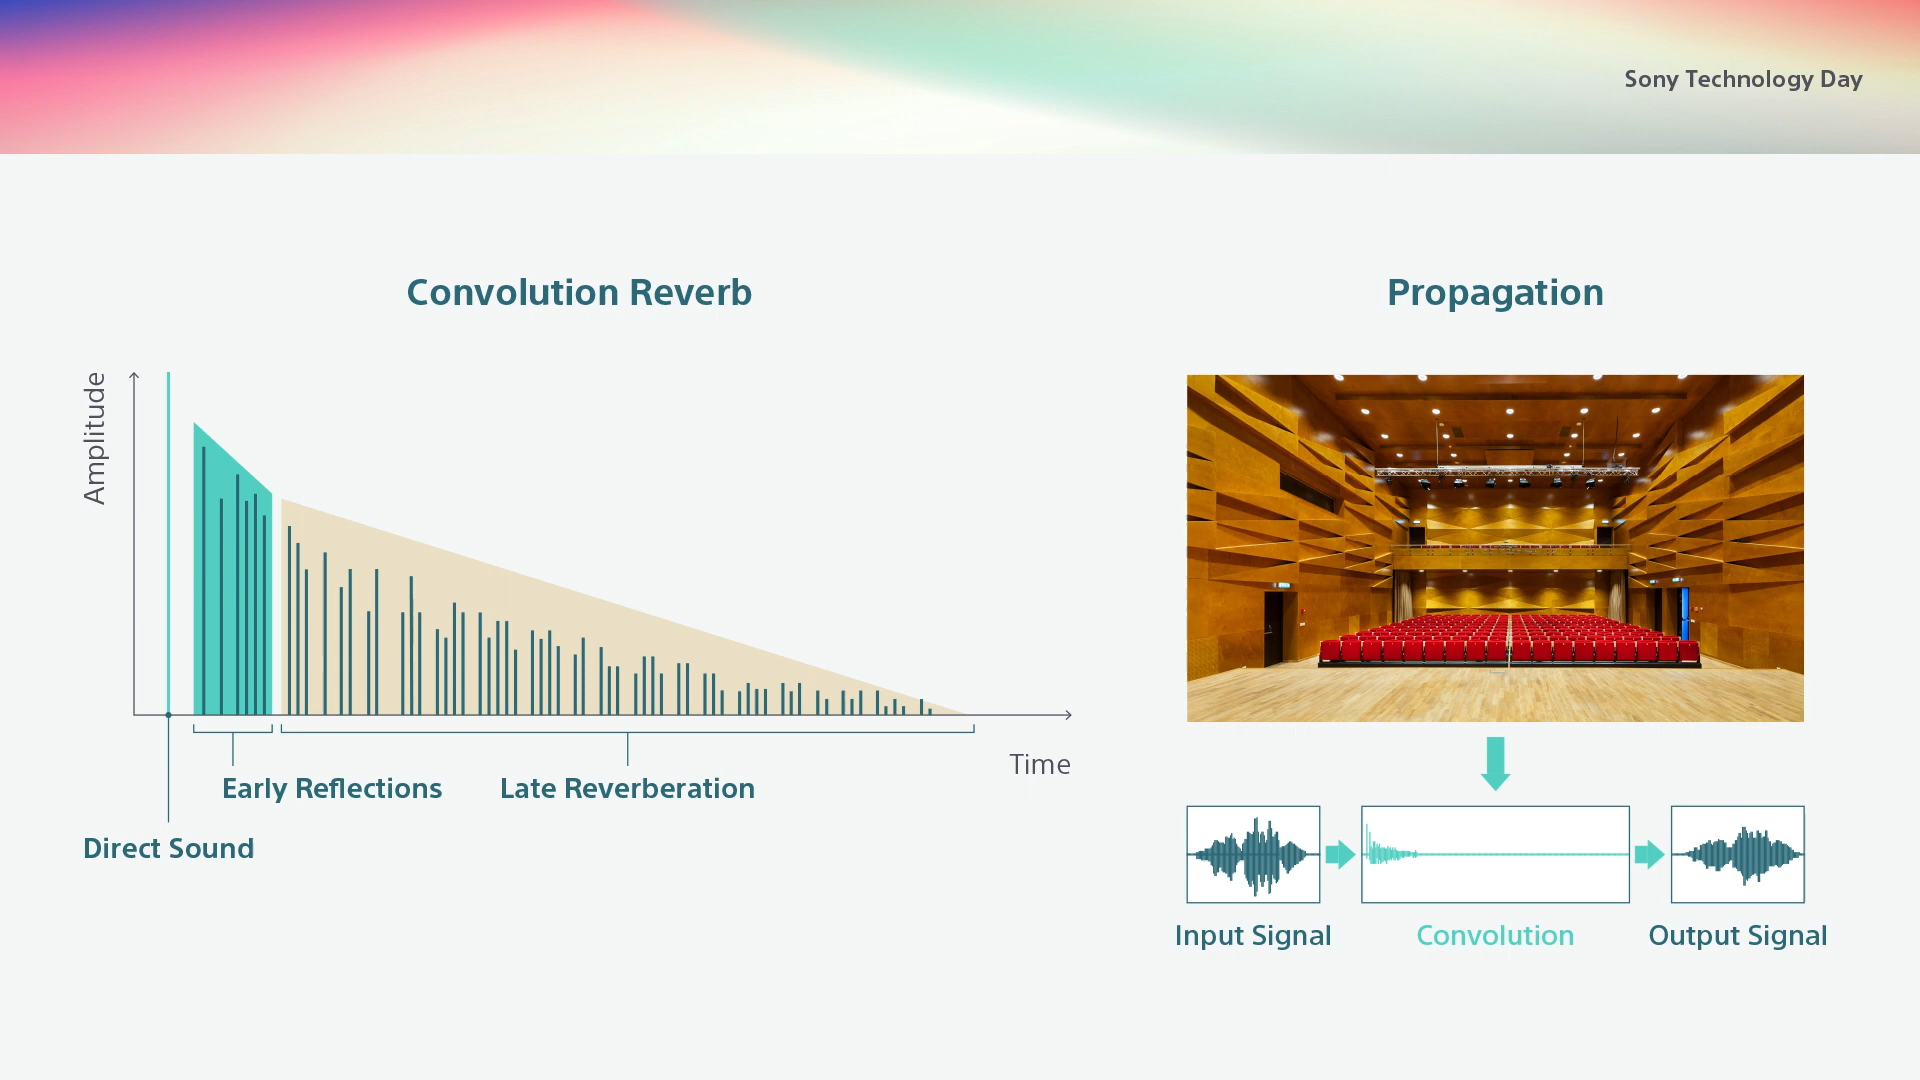 Sony Technology Day
Convolution Reverb
Propagation
Amplitude
Time
Early Reflections
Late Reverberation
Direct Sound
Input Signal
Convolution
Output Signal